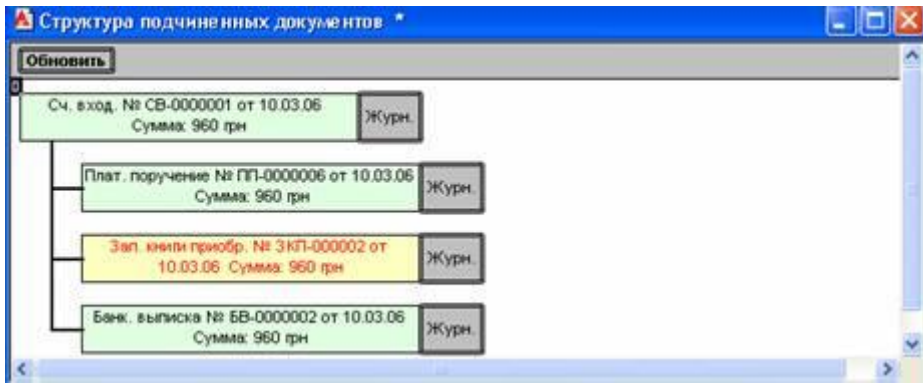 Структура подчиненных документов *
Обновить
Сч. вход. № СВ-0000001 от 10.03.06
Сумма: 960 грн
Журн.
Плат. поручение № ПП-0000006 от 10.03.06
Сумма: 960 грн
Журн.
Зап. книги приобр. № ЗКП-000002 от
10.03.06 Сумма: 960 грн
Журн.
Банк. выписка № БВ-0000002 от 10.03.06
Сумма: 960 грн
Журн.